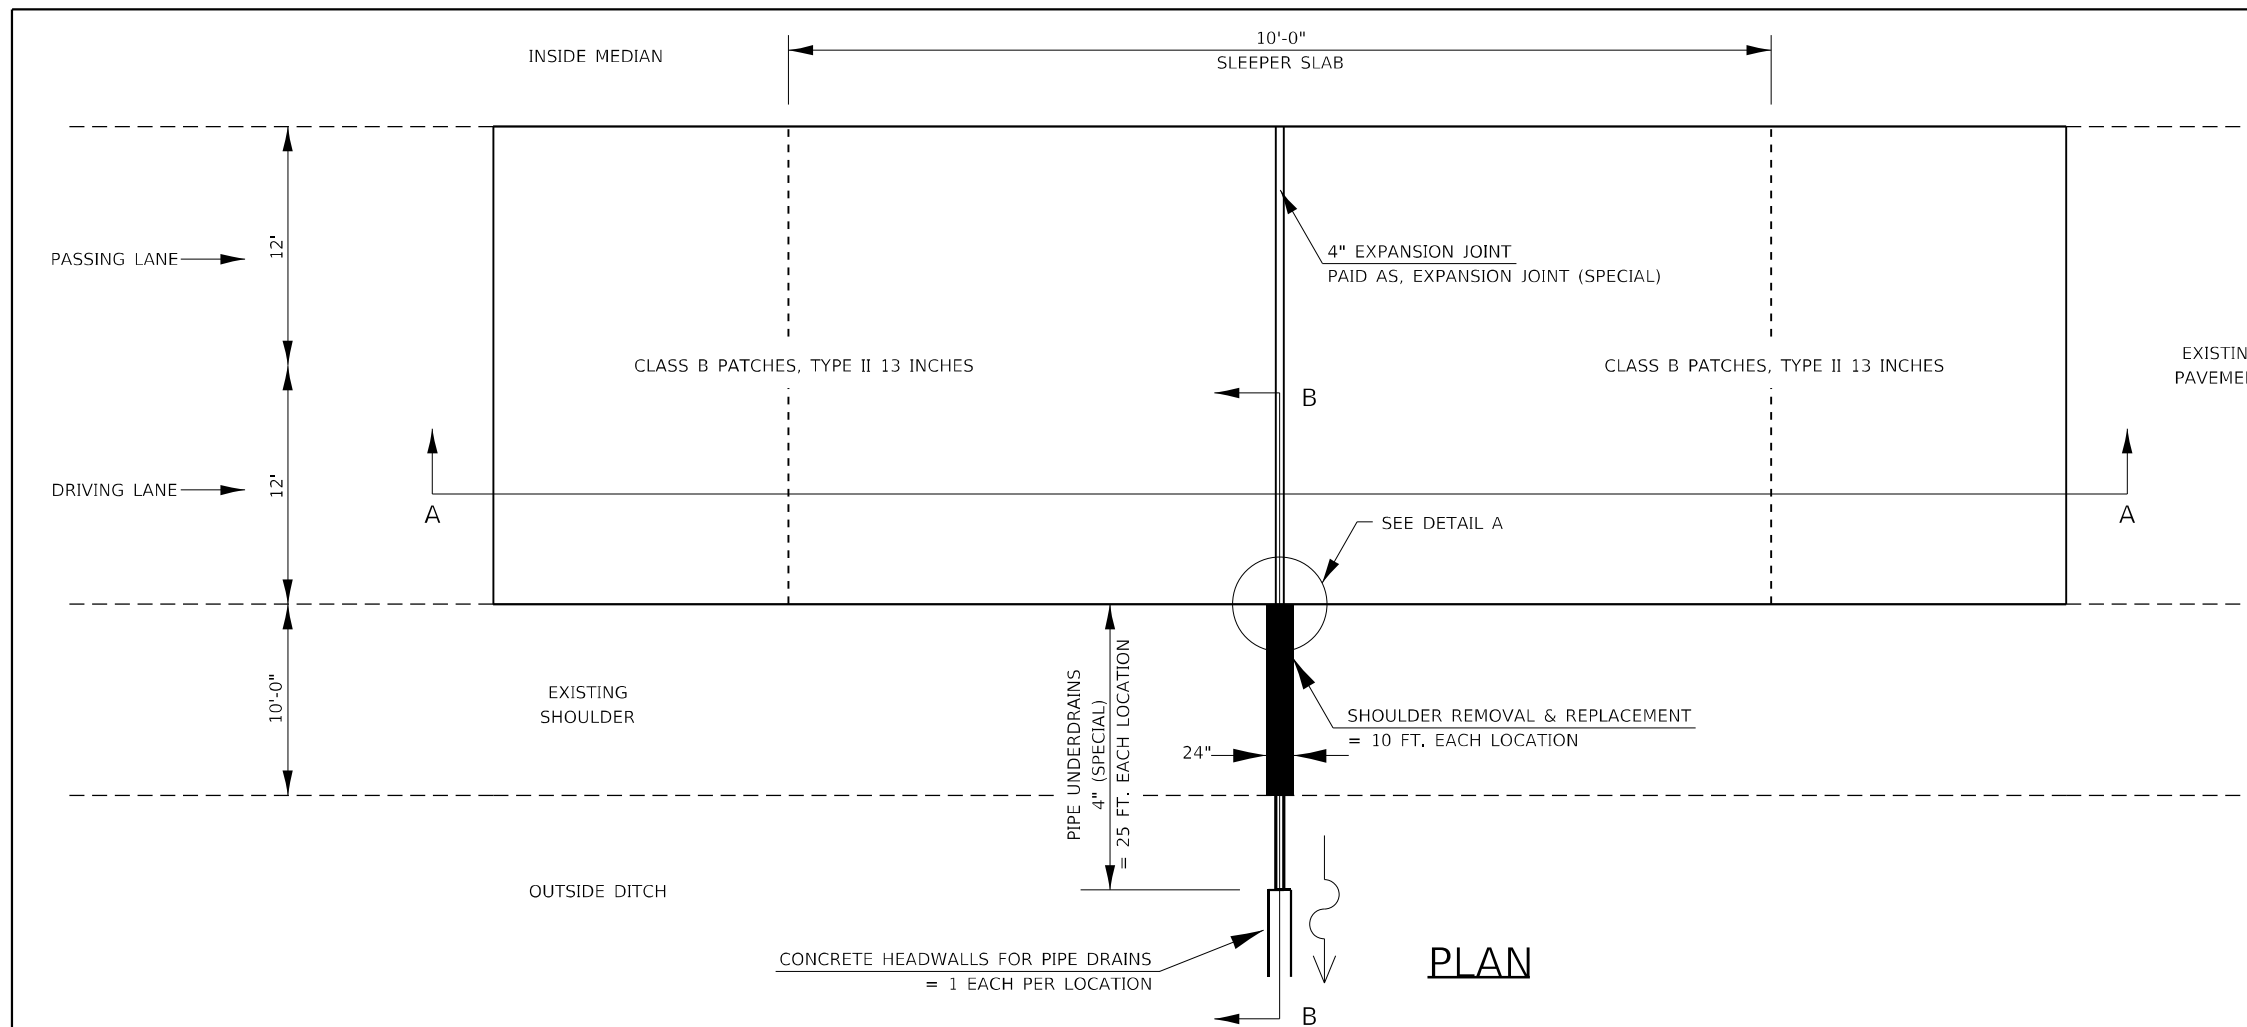 INSIDE MEDIAN
10'-0"
SLEEPER SLAB
PASSING LANE
12'
4" EXPANSION JOINT
PAID AS, EXPANSION JOINT (SPECIAL)
CLASS B PATCHES, TYPE II 13 INCHES
CLASS B PATCHES, TYPE II 13 INCHES
EXISTIN
PAVEME
B
DRIVING LANE
12'
A
A
SEE DETAIL A
10'-0"
EXISTING
SHOULDER
PIPE UNDERDRAINS
4" (SPECIAL)
= 25 FT. EACH LOCATION
24"
SHOULDER REMOVAL & REPLACEMENT
= 10 FT. EACH LOCATION
OUTSIDE DITCH
CONCRETE HEADWALLS FOR PIPE DRAINS
= 1 EACH PER LOCATION
PLAN
B